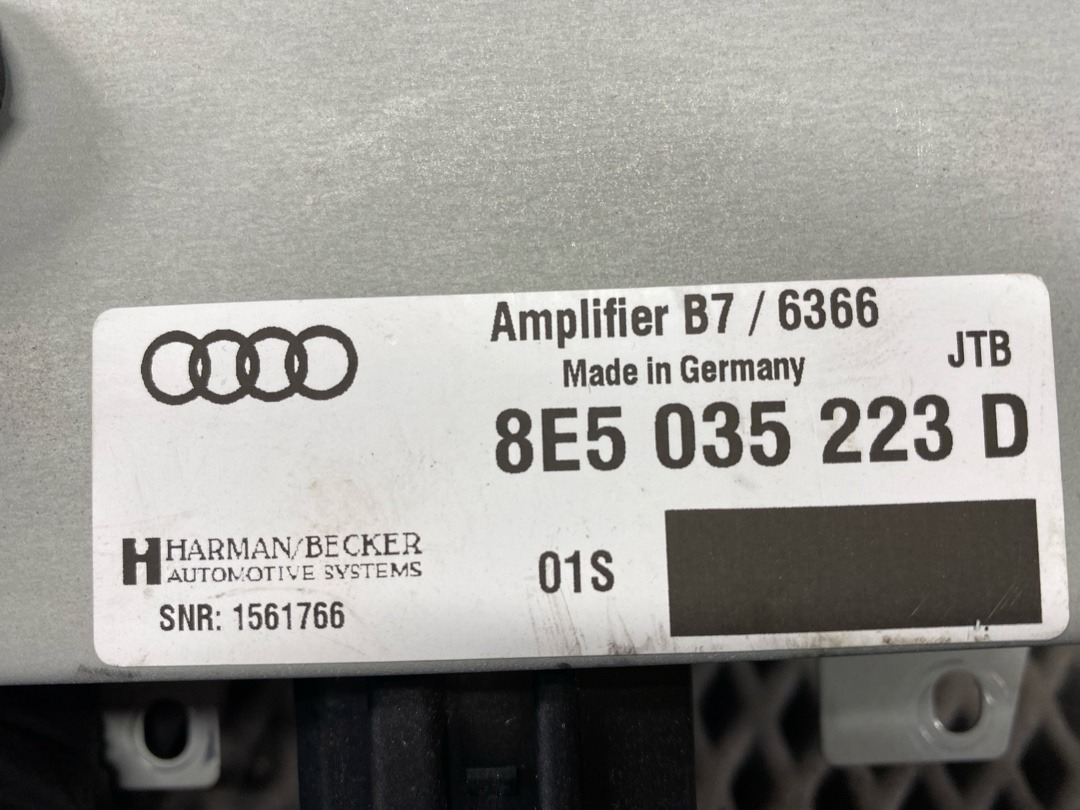 Amplifier B7 / 6366
JTB
Made in Germany
8E5 035 223 D
HARMAN/BECKER
AUTOMOTIVE SYSTEMS
01S
SNR: 1561766